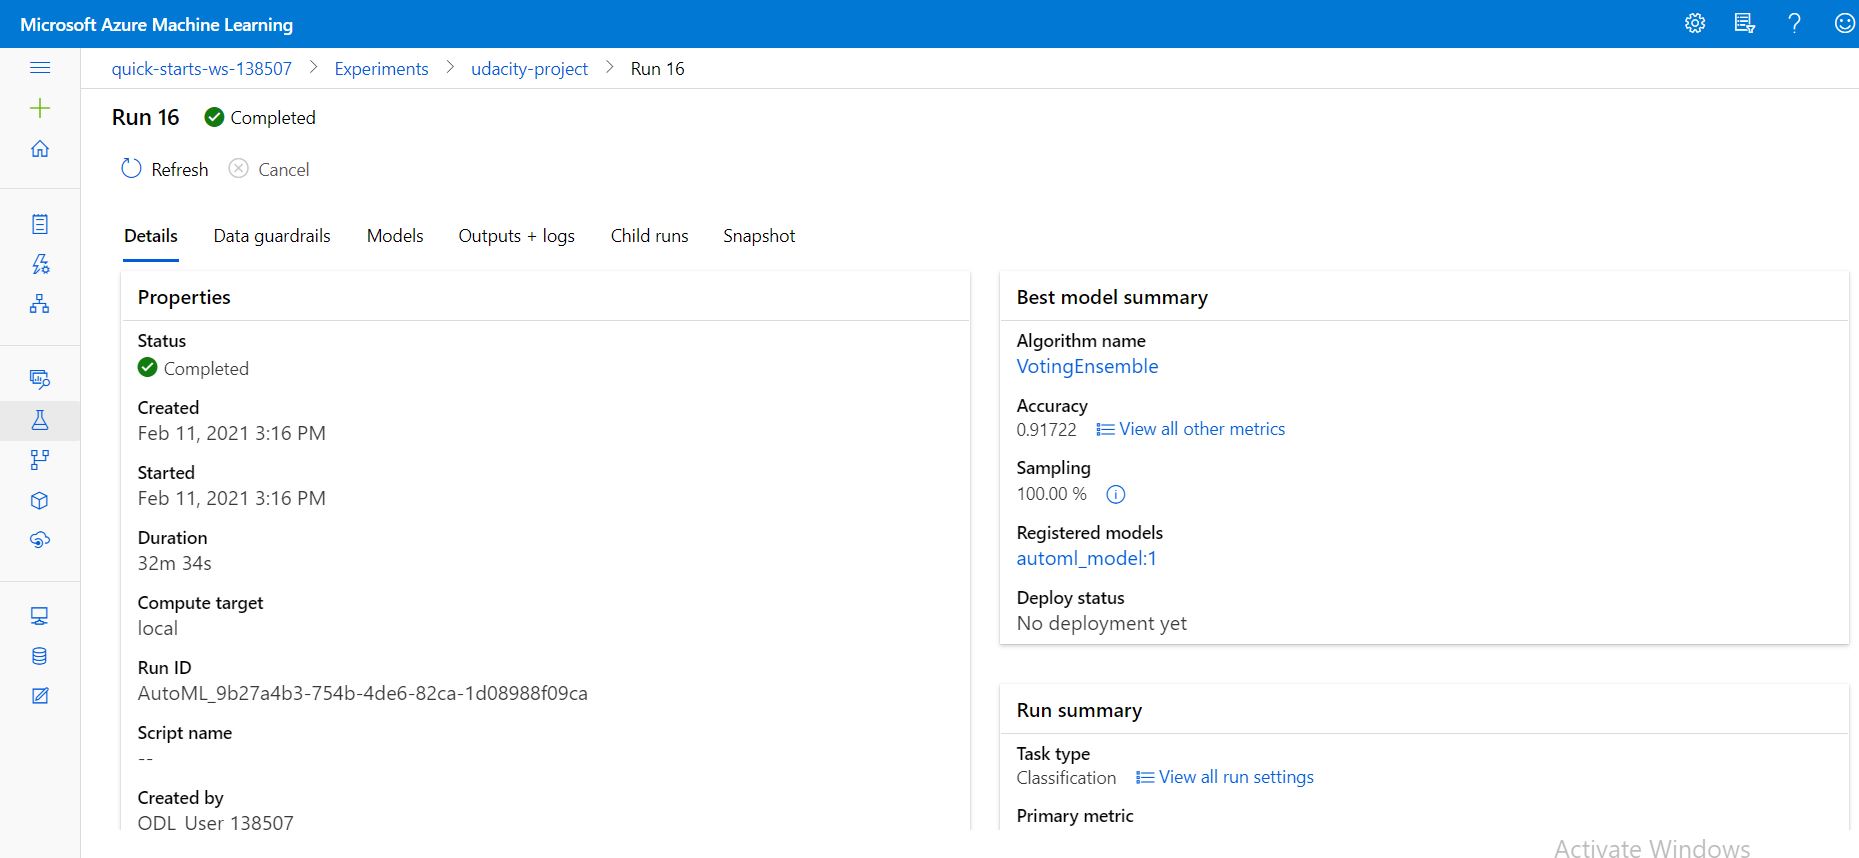 Microsoft Azure Machine Learning
quick-starts-ws-138507 > Experiments > udacity-project > Run 16
Run 16 Completed
Refresh Cancel
Details Data guardrails Models Outputs + logs Child runs Snapshot
Properties
Status
Completed
Created
Feb 11, 2021 3:16 PM
Started
Feb 11, 2021 3:16 PM
Duration
32m 34s
Compute target
local
Run ID
AutoML_9b27a4b3-754b-4de6-82ca-1d08988f09ca
Script name
--
Created by
ODL_User 138507
Best model summary
Algorithm name
VotingEnsemble
Accuracy
0.91722 View all other metrics
Sampling
100.00 %
Registered models
automl_model:1
Deploy status
No deployment yet
Run summary
Task type
Classification View all run settings
Primary metric
Activate Windows